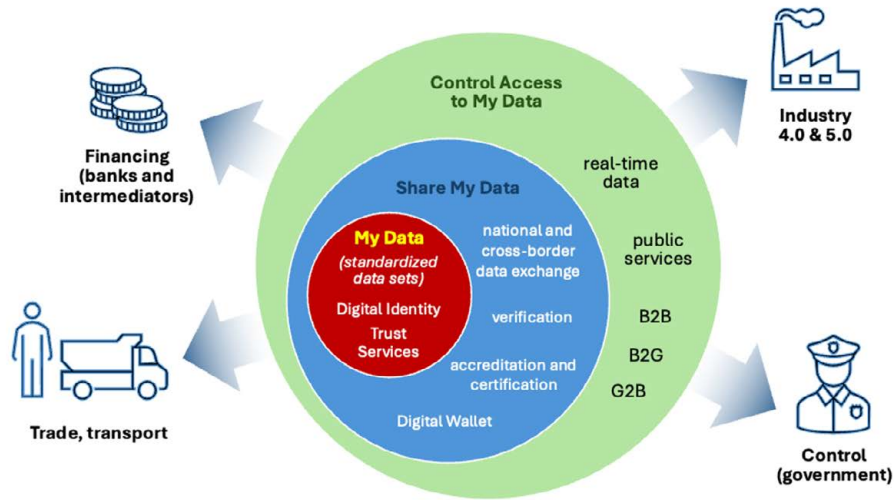 Control Access
to My Data
Financing
(banks and
intermediators)
Industry
4.0 & 5.0
real-time
data
Share My Data
My Data
(standardized
data sets)
Digital Identity
Trust
Services
national and
cross-border
data exchange
verification
accreditation and
certification
Digital Wallet
public
services
B2B
B2G
G2B
Trade, transport
Control
(government)